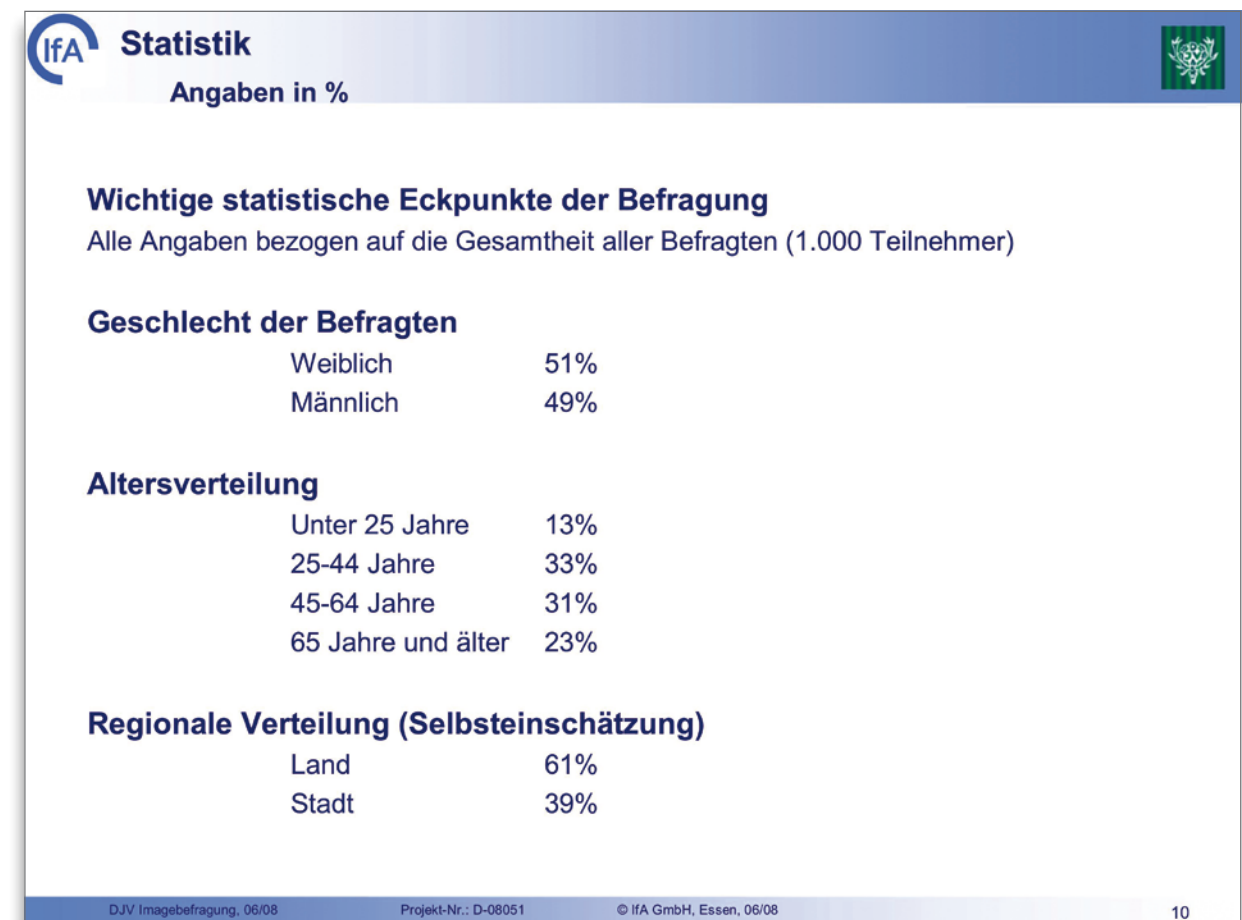 IfA
Statistik
Angaben in %
Wichtige statistische Eckpunkte der Befragung
Alle Angaben bezogen auf die Gesamtheit aller Befragten (1.000 Teilnehmer)
Geschlecht der Befragten
Weiblich 51%
Männlich 49%
Altersverteilung
Unter 25 Jahre 13%
25-44 Jahre 33%
45-64 Jahre 31%
65 Jahre und älter 23%
Regionale Verteilung (Selbsteinschätzung)
Land 61%
Stadt 39%
DJV Imagebefragung, 06/08 Projekt-Nr.: D-08051 © IfA GmbH, Essen, 06/08 10